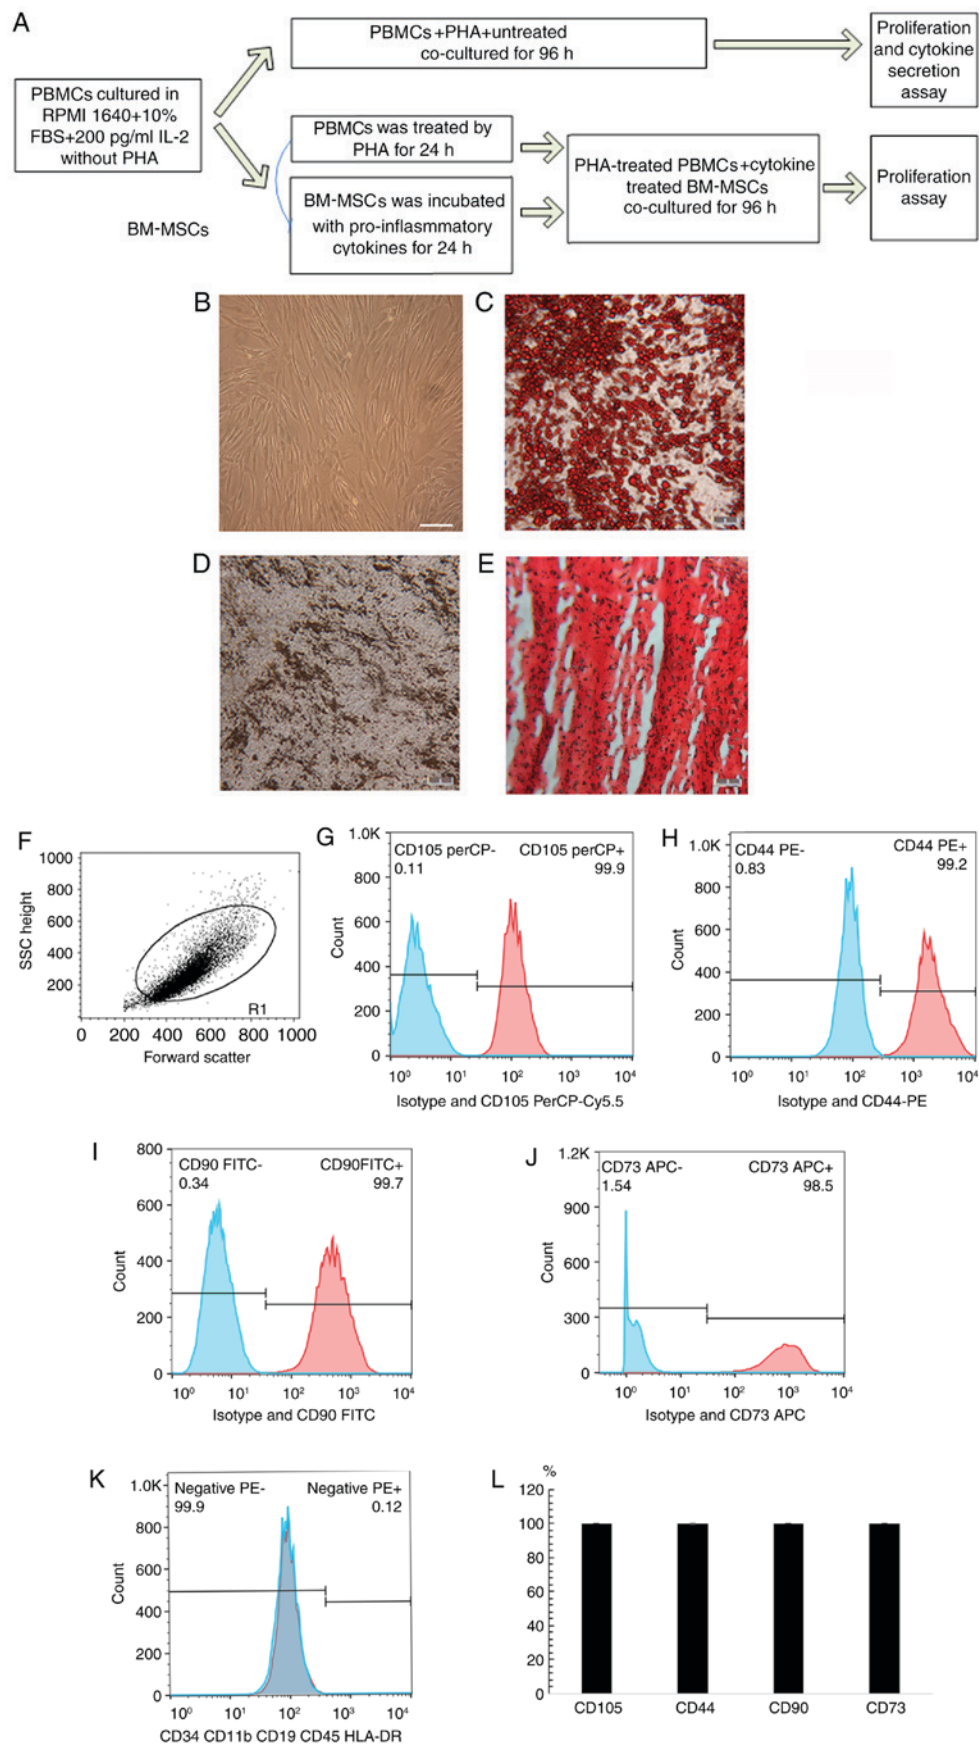 A
PBMCs cultured in
RPMI 1640+10%
FBS+200 pg/ml IL-2
without PHA
BM-MSCs
PBMCs +PHA+untreated
co-cultured for 96 h
Proliferation
and cytokine
secretion
assay
PBMCs was treated by
PHA for 24 h
BM-MSCs was incubated
with pro-inflasmmatory
cytokines for 24 h
PHA-treated PBMCs+cytokine
treated BM-MSCs
co-cultured for 96 h
Proliferation
assay
B
C
D
E
F
1000
800
600
400
200
SSC height
0 200 400 600 800 1000
R1
Forward scatter
G
1.0K
800
600
400
200
0
Count
CD105 perCP-
0.11
CD105 perCP+
99.9
10⁰ 10¹ 10² 10³ 10⁴
Isotype and CD105 PerCP-Cy5.5
H
1.0K
800
600
400
200
0
Count
CD44 PE-
0.83
CD44 PE+
99.2
10⁰ 10¹ 10² 10³ 10⁴
Isotype and CD44-PE
I
800
600
400
200
0
Count
CD90 FITC-
0.34
CD90FITC+
99.7
10⁰ 10¹ 10² 10³ 10⁴
Isotype and CD90 FITC
J
1.2K
900
600
300
0
Count
CD73 APC-
1.54
CD73 APC+
98.5
10⁰ 10¹ 10² 10³ 10⁴
Isotype and CD73 APC
K
1.0K
800
600
400
200
0
Count
Negative PE-
99.9
Negative PE+
0.12
10⁰ 10¹ 10² 10³ 10⁴
CD34 CD11b CD19 CD45 HLA-DR
L
%
120
100
80
60
40
20
0
CD105 CD44 CD90 CD73